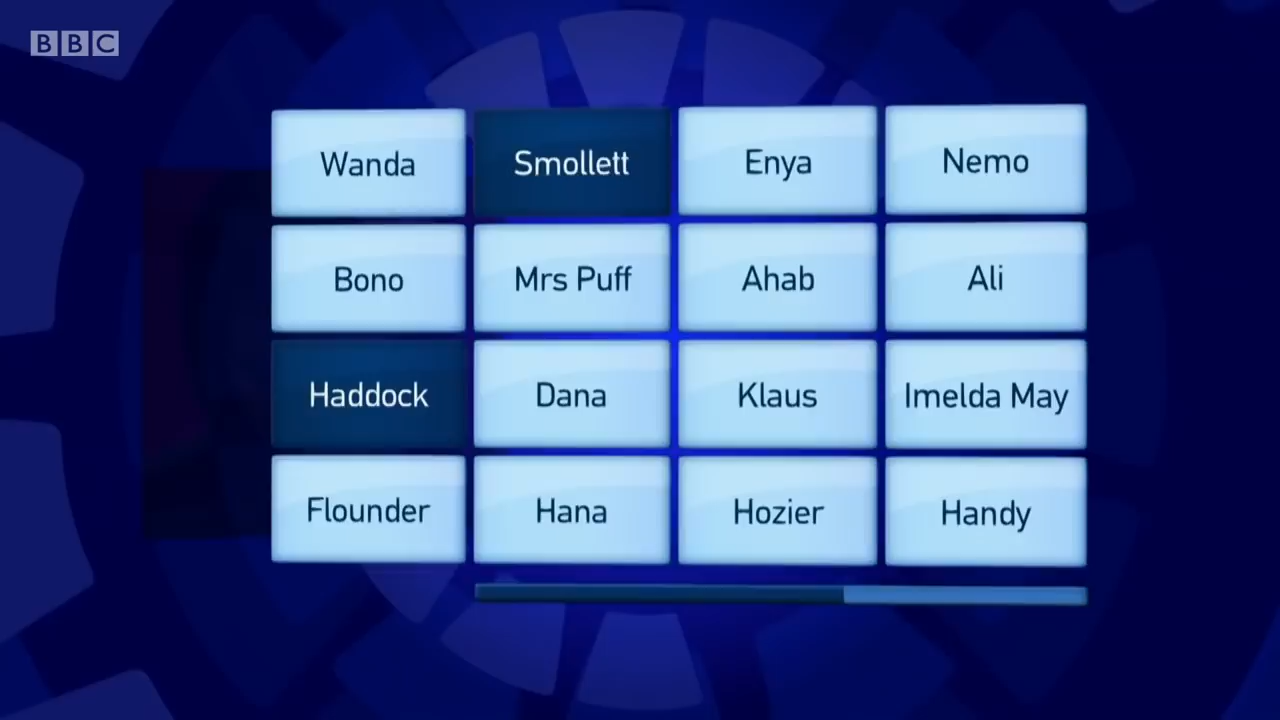 BBC
Wanda
Smollett
Enya
Nemo
Bono
Mrs Puff
Ahab
Ali
Haddock
Dana
Klaus
Imelda May
Flounder
Hana
Hozier
Handy